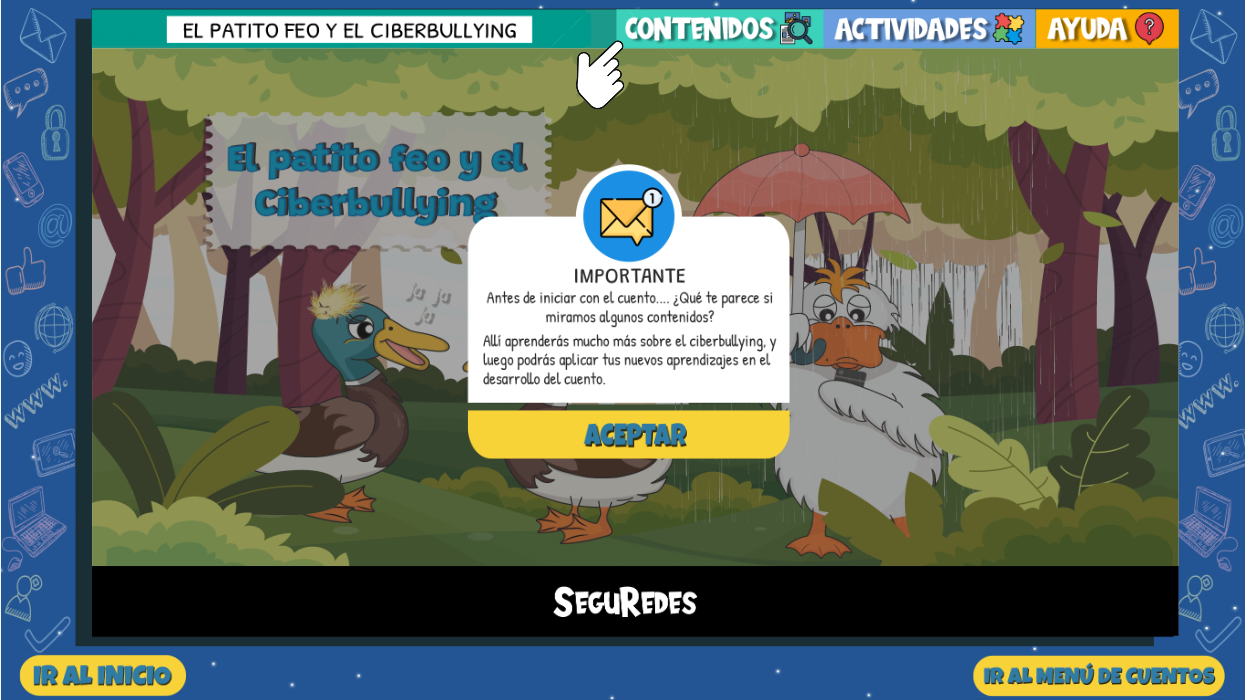 EL PATITO FEO Y EL CIBERBULLYING
CONTENIDOS
ACTIVIDADES
AYUDA
El patito feo y el
Ciberbullying
1
IMPORTANTE
Antes de iniciar con el cuento.... ¿Qué te parece si
miramos algunos contenidos?
Allí aprenderás mucho más sobre el ciberbullying, y
luego podrás aplicar tus nuevos aprendizajes en el
desarrollo del cuento.
ACEPTAR
ja ja
ja
www.
www.
SEGUREDES
IR AL INICIO
IR AL MENÚ DE CUENTOS